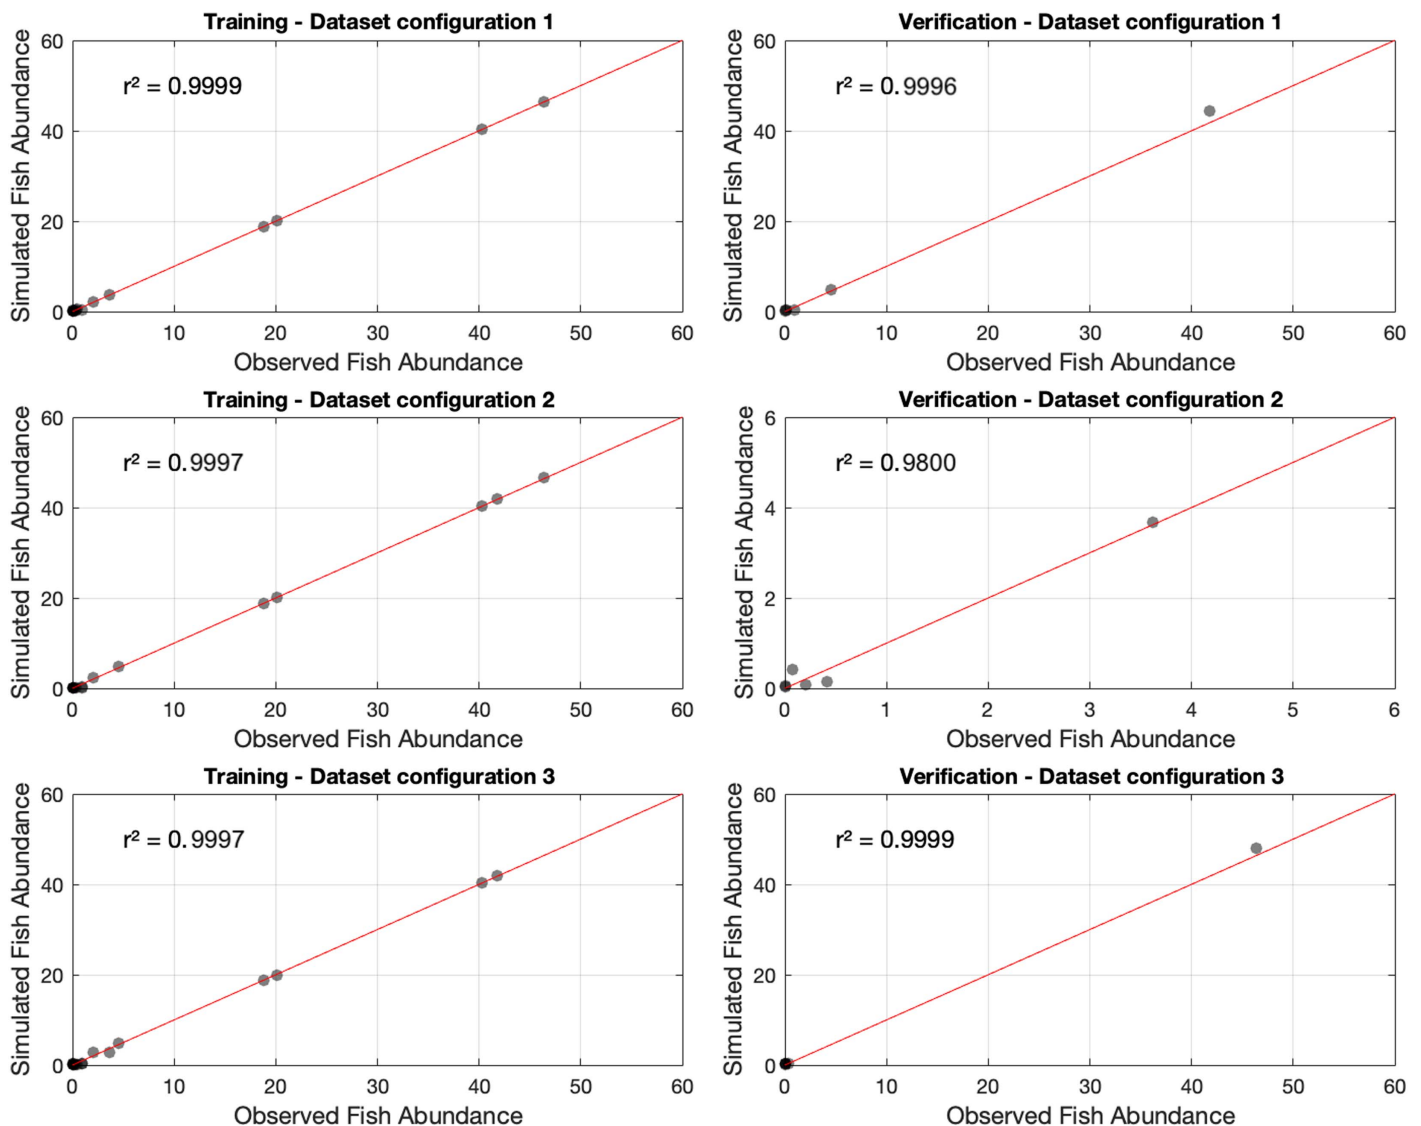 Training - Dataset configuration 1
Verification - Dataset configuration 1
60
40
20
0
Simulated Fish Abundance
r² = 0.9999
0 10 20 30 40 50 60
Observed Fish Abundance
60
40
20
0
Simulated Fish Abundance
r² = 0.9996
0 10 20 30 40 50 60
Observed Fish Abundance
Training - Dataset configuration 2
Verification - Dataset configuration 2
60
40
20
0
Simulated Fish Abundance
r² = 0.9997
0 10 20 30 40 50 60
Observed Fish Abundance
6
4
2
0
Simulated Fish Abundance
r² = 0.9800
0 1 2 3 4 5 6
Observed Fish Abundance
Training - Dataset configuration 3
Verification - Dataset configuration 3
60
40
20
0
Simulated Fish Abundance
r² = 0.9997
0 10 20 30 40 50 60
Observed Fish Abundance
60
40
20
0
Simulated Fish Abundance
r² = 0.9999
0 10 20 30 40 50 60
Observed Fish Abundance